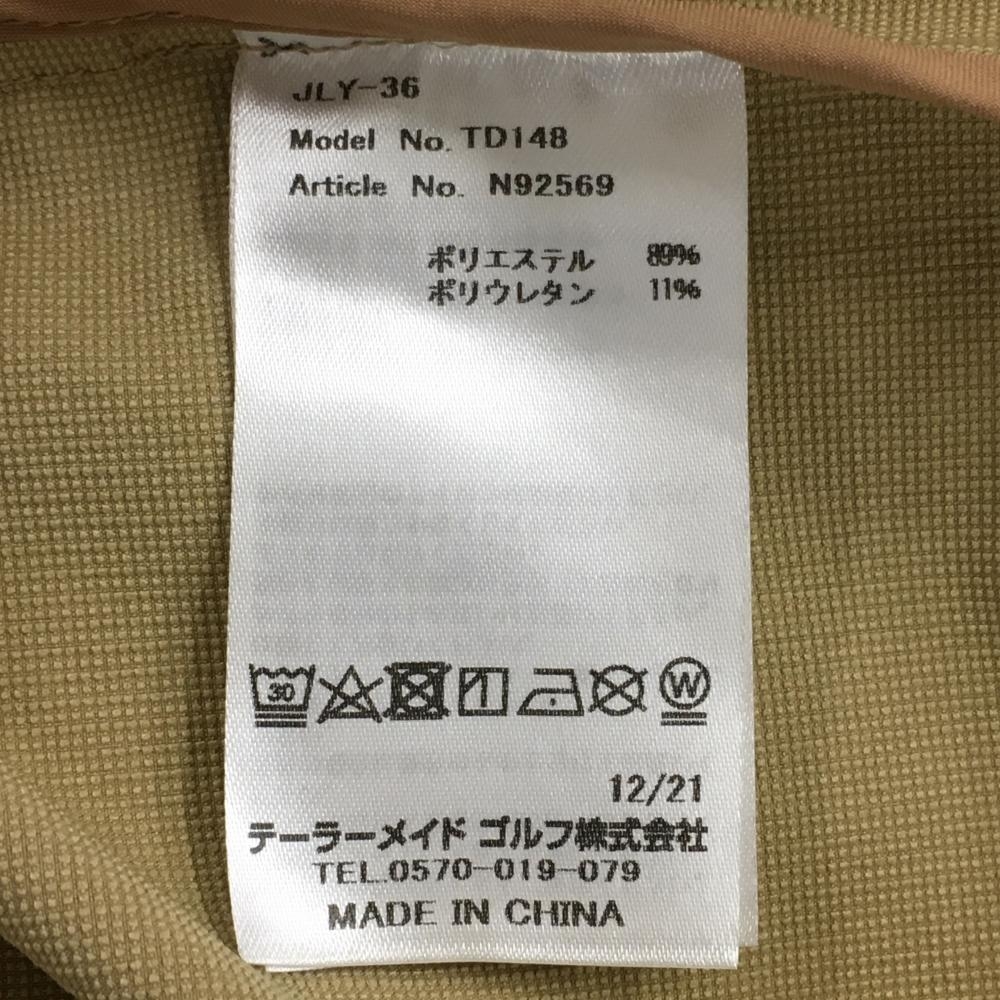 JLY-36
Model No. TD148
Article No. N92569
ポリエステル 89%
ポリウレタン 11%
30 W
12/21
テーラーメイド ゴルフ株式会社
TEL.0570-019-079
MADE IN CHINA